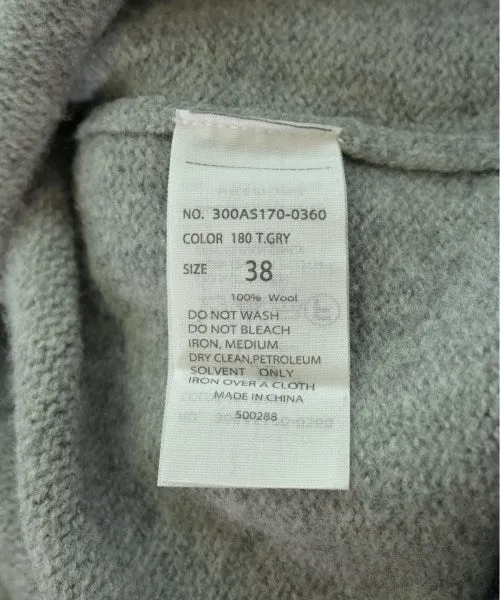 NO. 300AS170-0360
COLOR 180 T.GRY
SIZE 38
100% Wool
DO NOT WASH
DO NOT BLEACH
IRON, MEDIUM
DRY CLEAN,PETROLEUM
SOLVENT ONLY
IRON OVER A CLOTH
MADE IN CHINA
500288